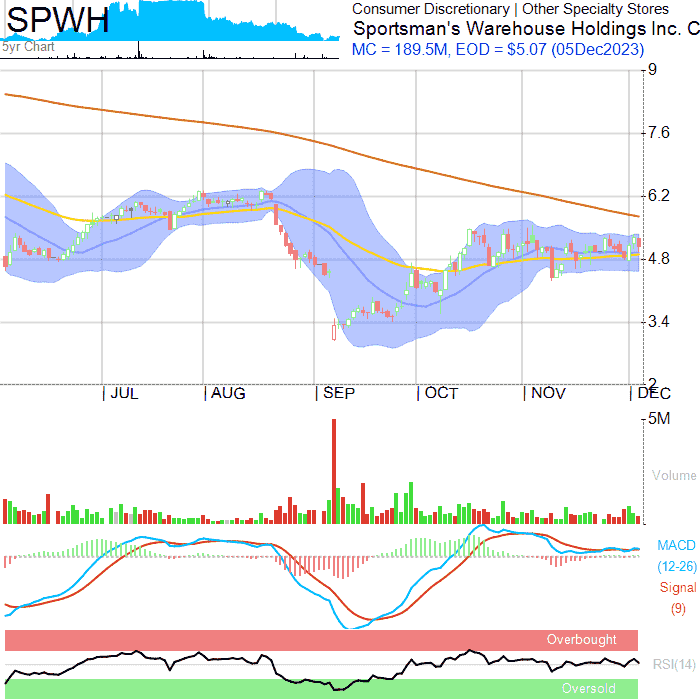 SPWH
5yr Chart
Consumer Discretionary | Other Specialty Stores
Sportsman's Warehouse Holdings Inc. C
MC = 189.5M, EOD = $5.07 (05Dec2023)
9
7.6
6.2
4.8
3.4
2
JUL
AUG
SEP
OCT
NOV
DEC
5M
Volume
MACD
(12-26)
Signal
(9)
Overbought
RSI(14)
Oversold